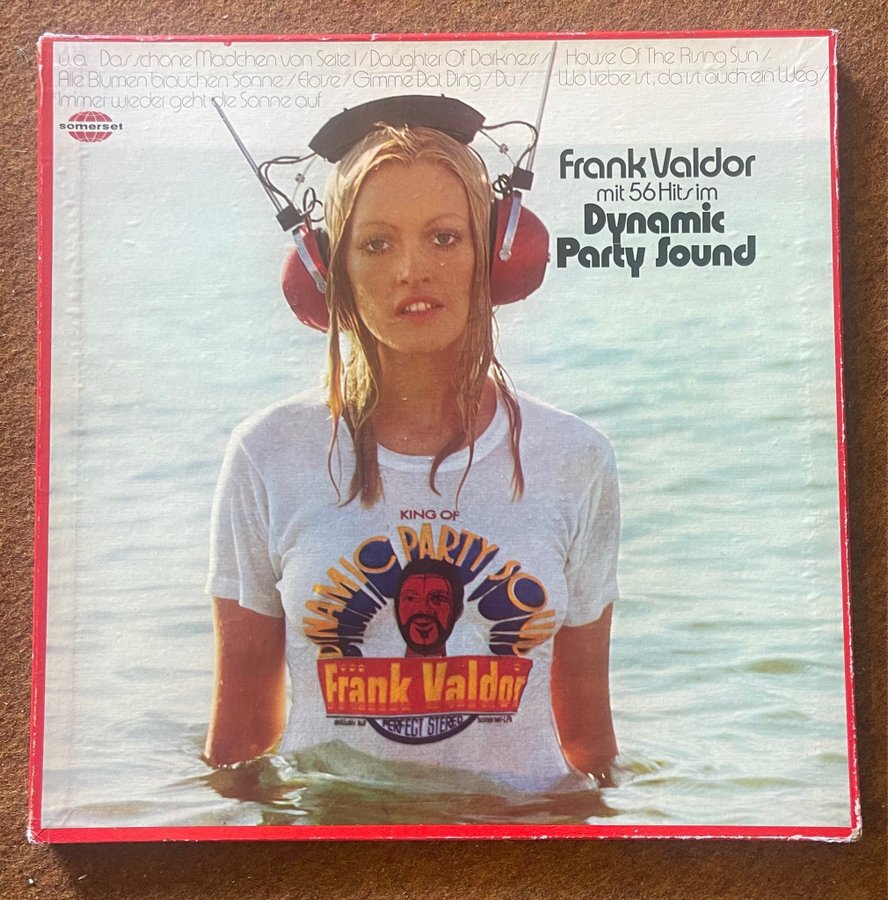 u.a. Das schöne Mädchen von Seite 1 / Daughter Of Darkness / House Of The Rising Sun /
Alle Blumen brauchen Sonne / Eloise / Gimme Dat Ding / Du / Wo Liebe ist, da ist auch ein Weg /
Immer wieder geht die Sonne auf
somerset
Frank Valdor
mit 56 Hits im
Dynamic
Party Sound
KING OF
DYNAMIC PARTY SOUND
Frank Valdor
PERFECT STEREO
somerset-LPs